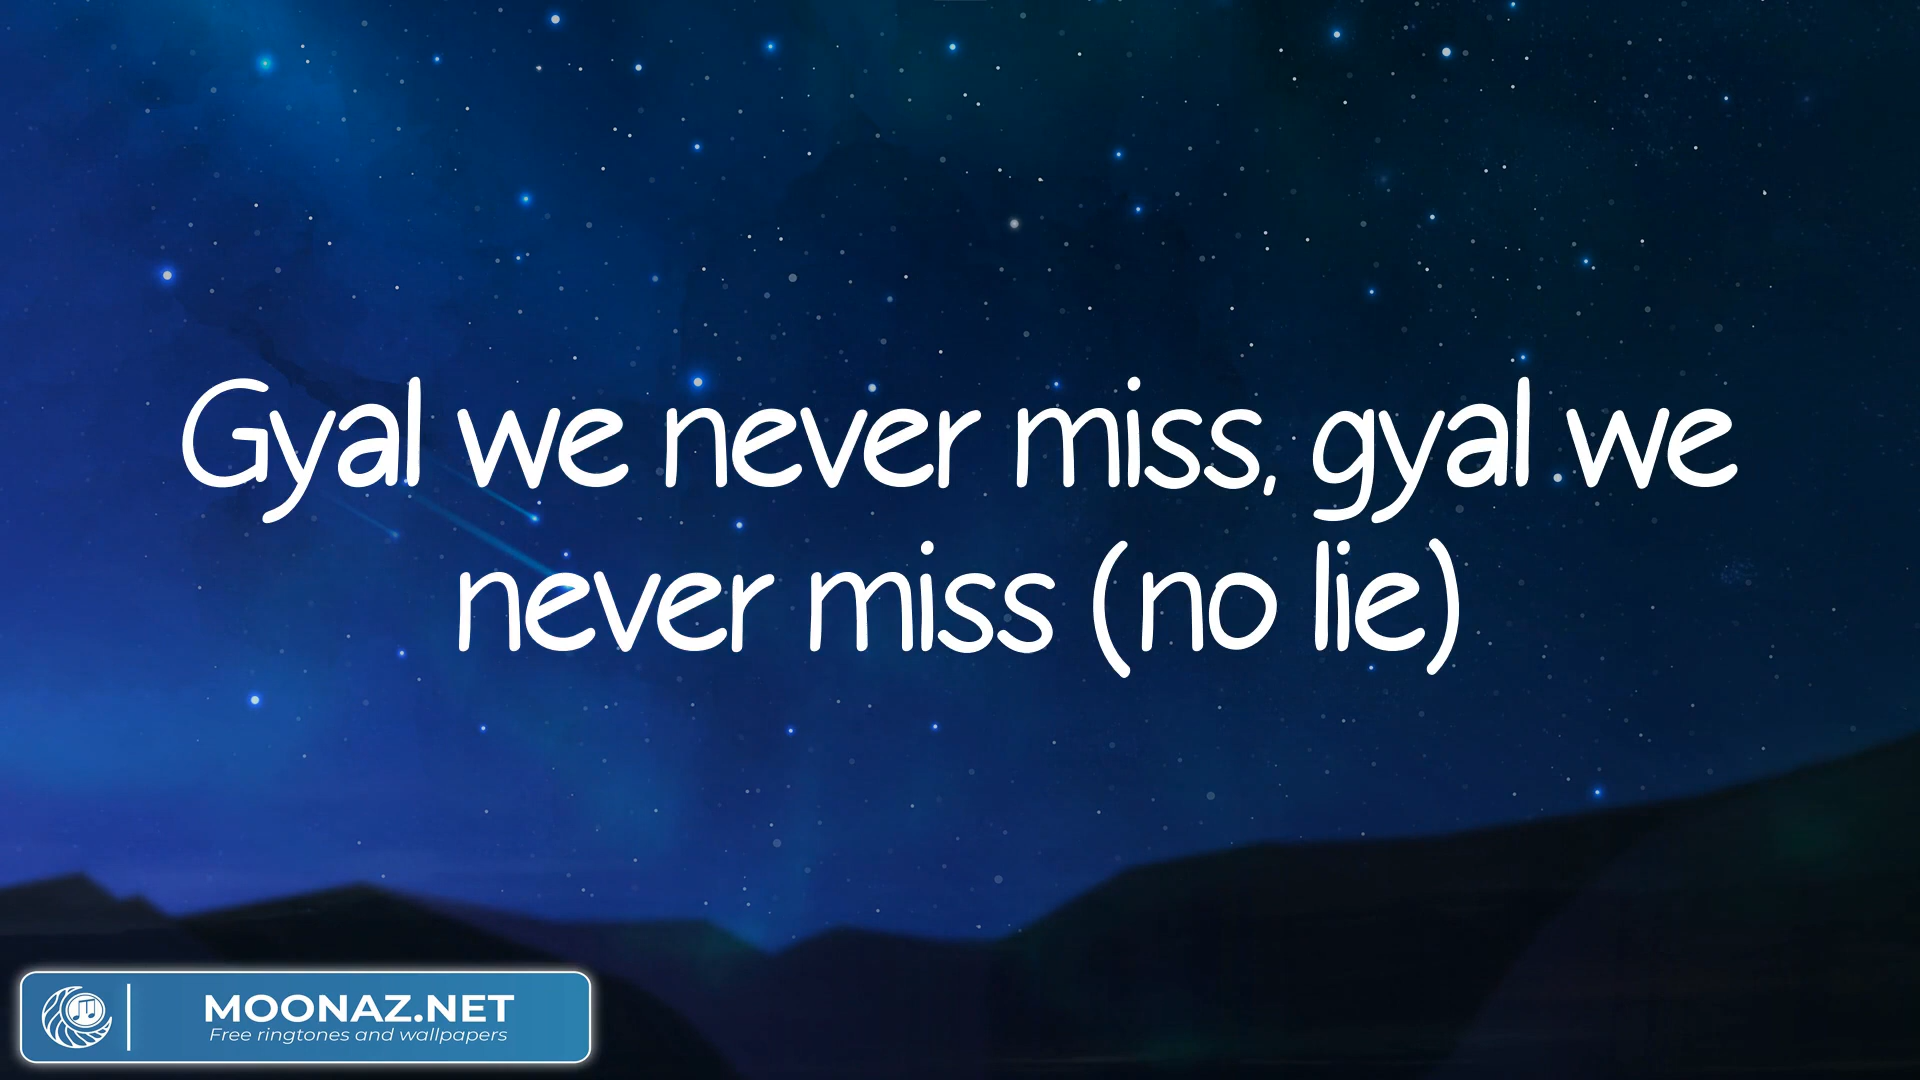 Gyal we never miss, gyal we
never miss (no lie)
MOONAZ.NET
Free ringtones and wallpapers